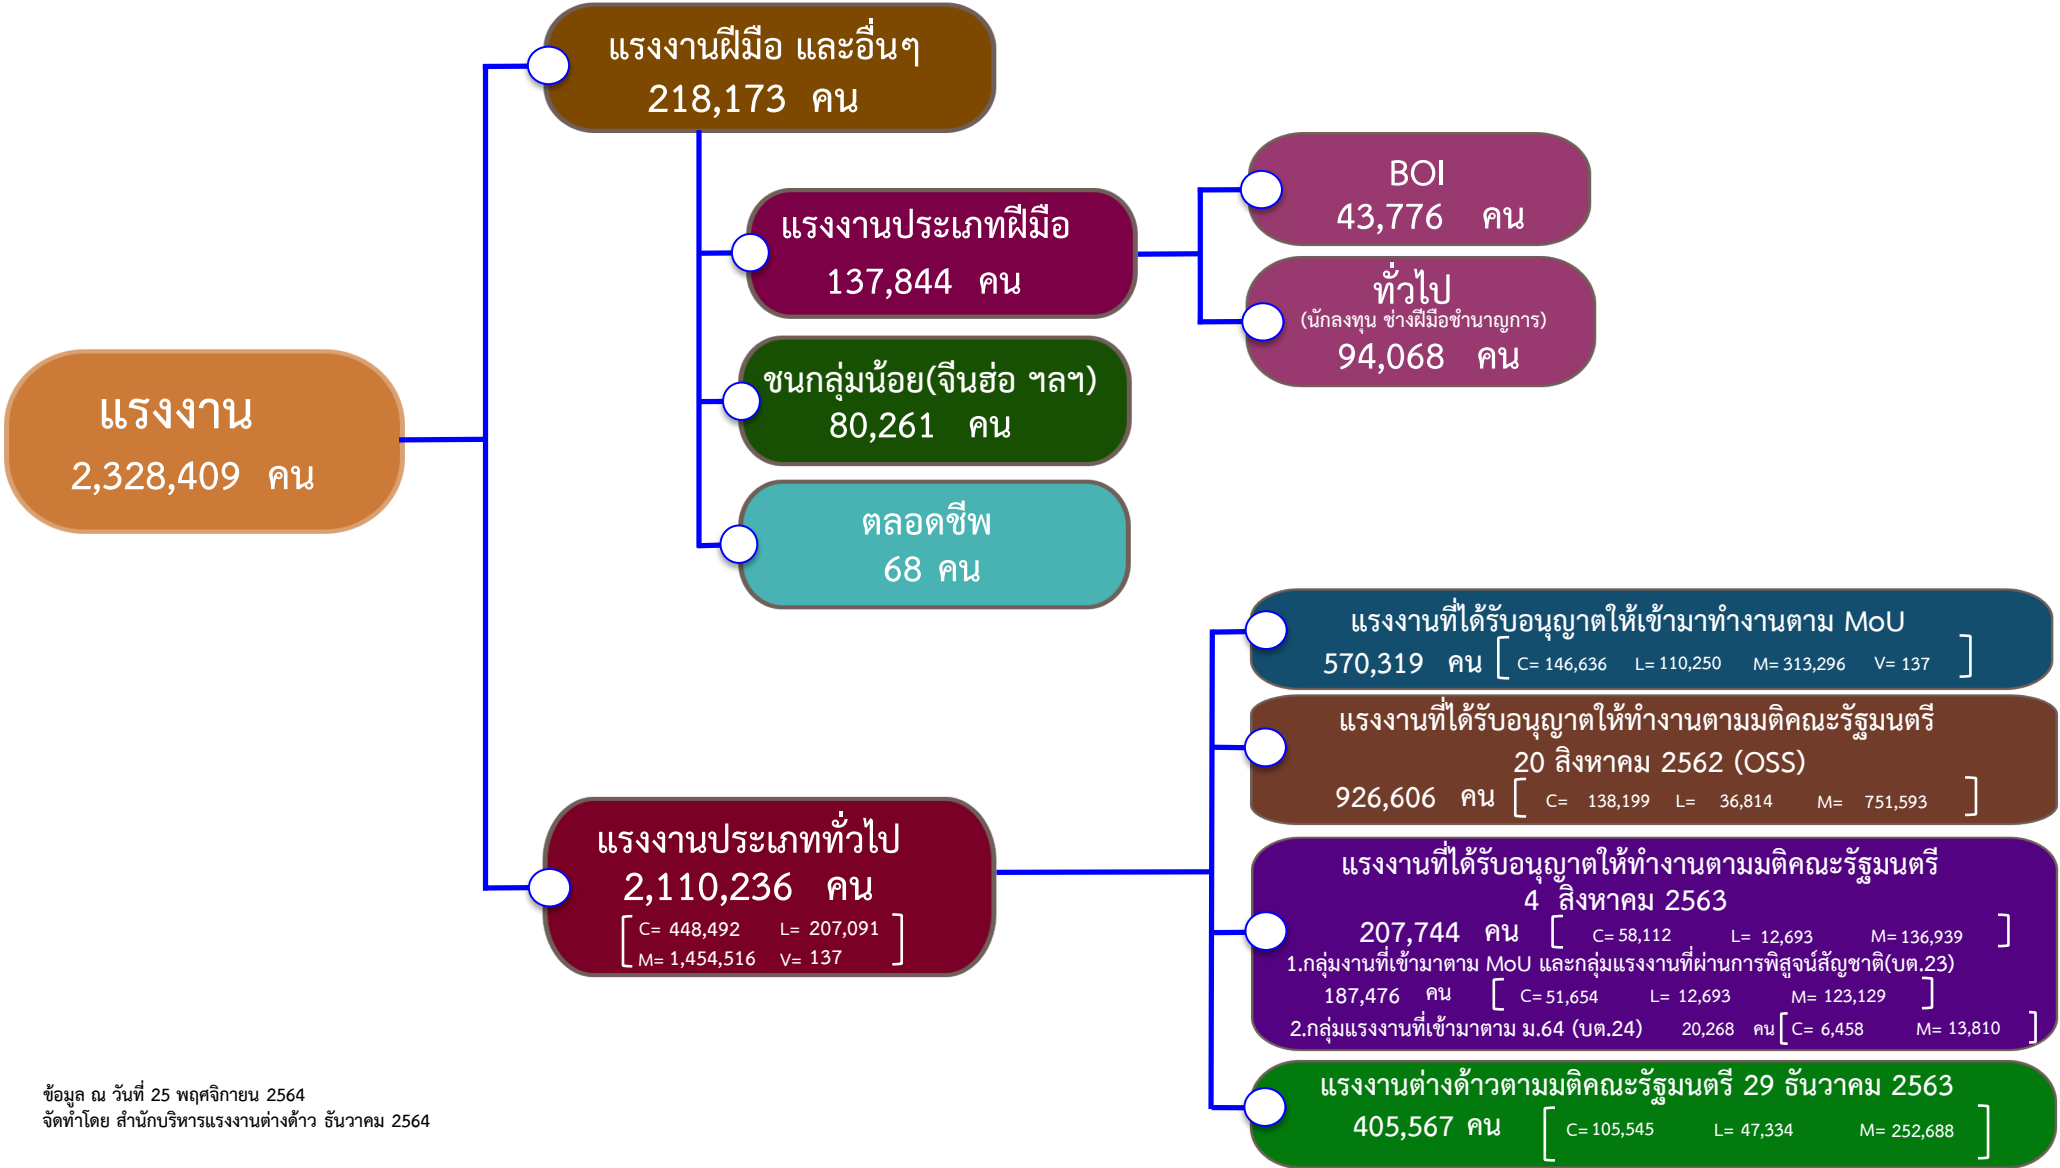 แรงงานฝีมือ และอื่นๆ
218,173 คน
BOI
43,776 คน
แรงงานประเภทฝีมือ
137,844 คน
ทั่วไป
(นักลงทุน ช่างฝีมือชำนาญการ)
94,068 คน
ชนกลุ่มน้อย(จีนฮ่อ ฯลฯ)
80,261 คน
แรงงาน
2,328,409 คน
ตลอดชีพ
68 คน
แรงงานที่ได้รับอนุญาตให้เข้ามาทำงานตาม MoU
570,319 คน [ C= 146,636 L= 110,250 M= 313,296 V= 137 ]
แรงงานที่ได้รับอนุญาตให้ทำงานตามมติคณะรัฐมนตรี
20 สิงหาคม 2562 (OSS)
926,606 คน [ C= 138,199 L= 36,814 M= 751,593 ]
แรงงานประเภททั่วไป
2,110,236 คน
[ C= 448,492 L= 207,091
M= 1,454,516 V= 137 ]
แรงงานที่ได้รับอนุญาตให้ทำงานตามมติคณะรัฐมนตรี
4 สิงหาคม 2563
207,744 คน [ C= 58,112 L= 12,693 M= 136,939 ]
1.กลุ่มงานที่เข้ามาตาม MoU และกลุ่มแรงงานที่ผ่านการพิสูจน์สัญชาติ(บต.23)
187,476 คน [ C= 51,654 L= 12,693 M= 123,129 ]
2.กลุ่มแรงงานที่เข้ามาตาม ม.64 (บต.24) 20,268 คน [ C= 6,458 M= 13,810 ]
แรงงานต่างด้าวตามมติคณะรัฐมนตรี 29 ธันวาคม 2563
405,567 คน [ C= 105,545 L= 47,334 M= 252,688 ]
ข้อมูล ณ วันที่ 25 พฤศจิกายน 2564
จัดทำโดย สำนักบริหารแรงงานต่างด้าว ธันวาคม 2564